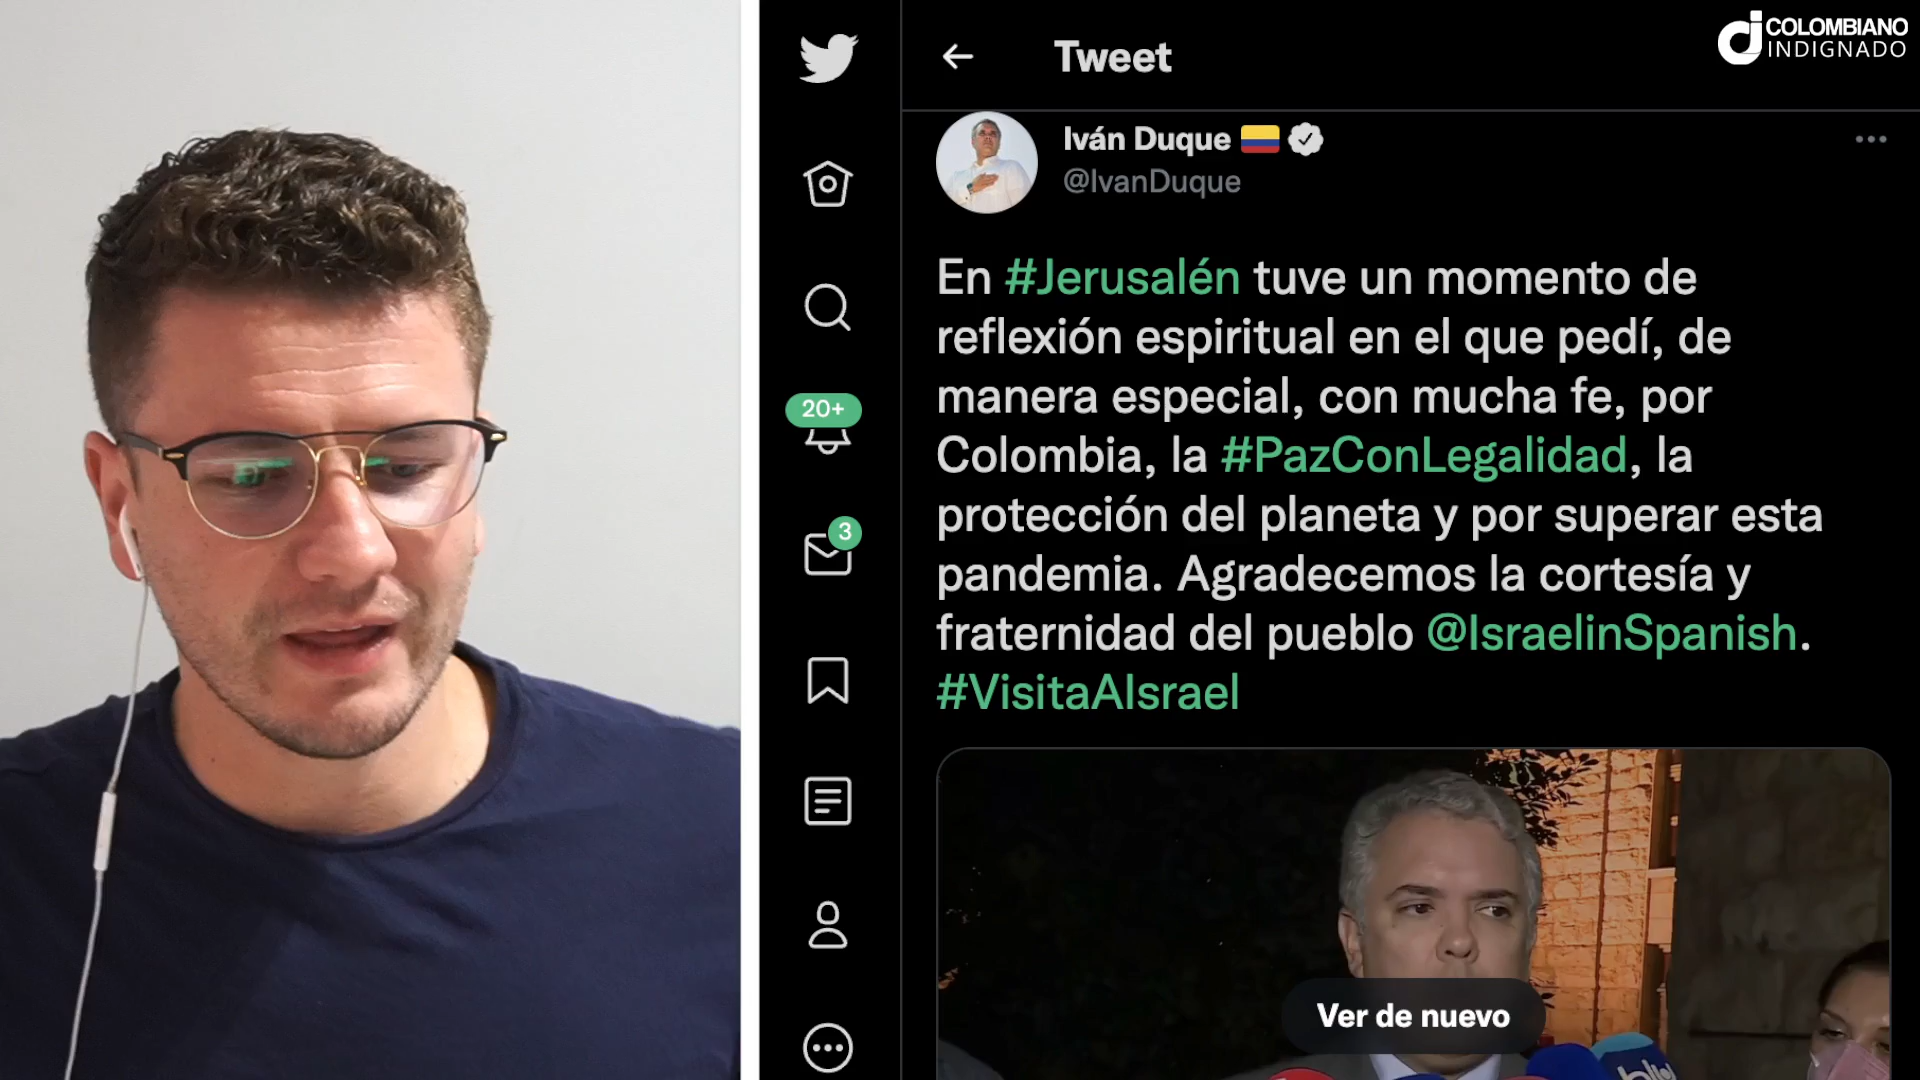 COLOMBIANO
INDIGNADO
Tweet
Iván Duque
@IvanDuque
En #Jerusalén tuve un momento de
reflexión espiritual en el que pedí, de
manera especial, con mucha fe, por
Colombia, la #PazConLegalidad, la
protección del planeta y por superar esta
pandemia. Agradecemos la cortesía y
fraternidad del pueblo @IsraelinSpanish.
#VisitaAIsrael
20+
3
Ver de nuevo
blu